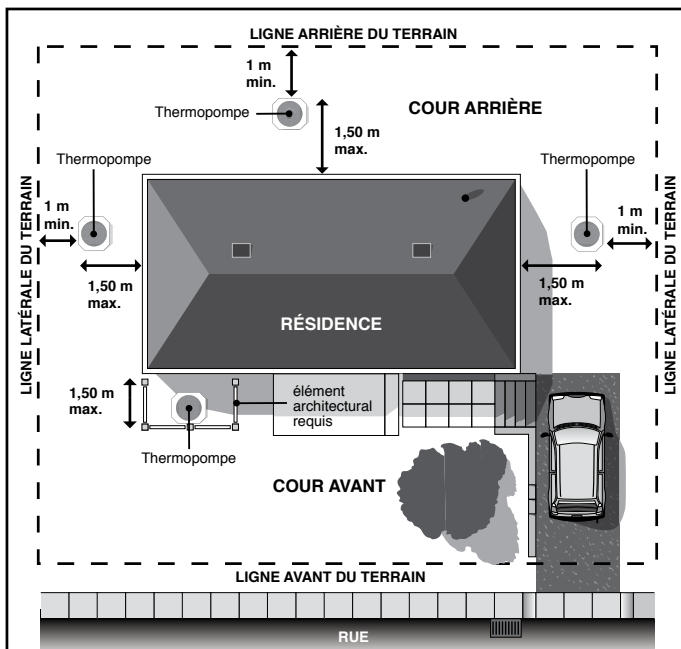 LIGNE ARRIÈRE DU TERRAIN
1 m
min.
Thermopompe
COUR ARRIÈRE
1,50 m
max.
Thermopompe
Thermopompe
LIGNE LATÉRALE DU TERRAIN
1 m
min.
1 m
min.
LIGNE LATÉRALE DU TERRAIN
1,50 m
max.
1,50 m
max.
RÉSIDENCE
1,50 m
max.
élément
architectural
requis
Thermopompe
COUR AVANT
LIGNE AVANT DU TERRAIN
RUE